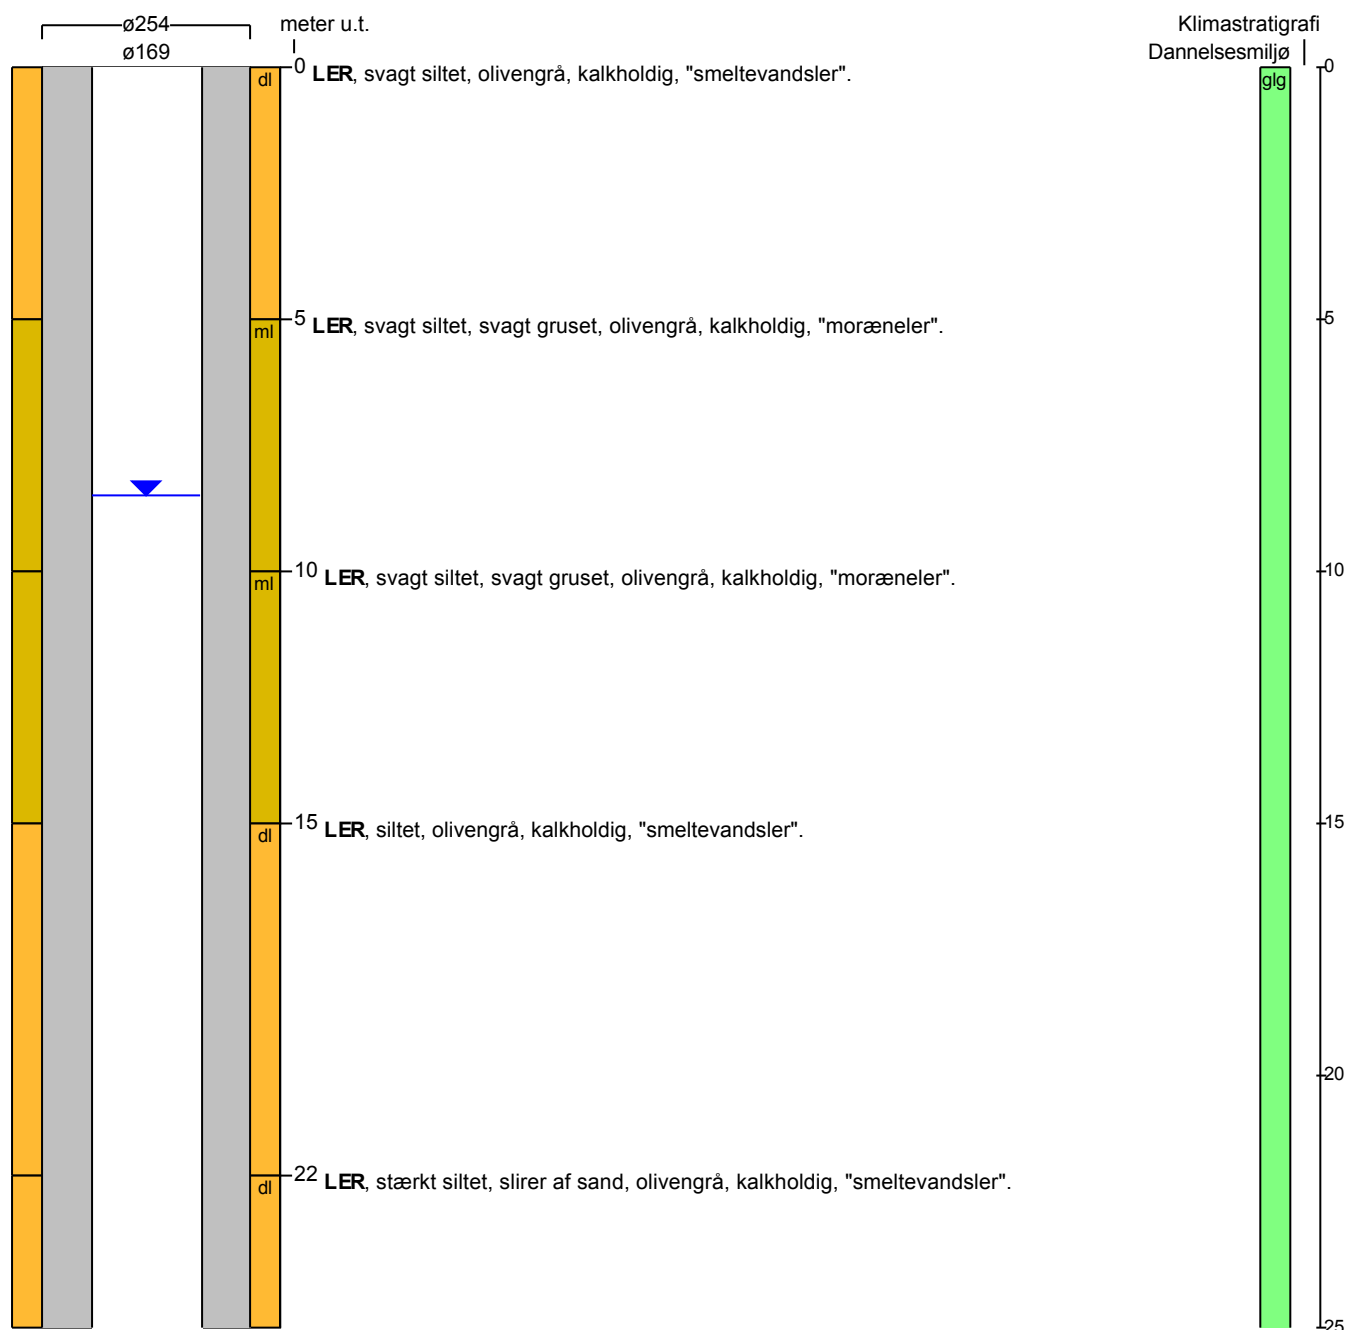 ø254
meter u.t.
Klimastratigrafi
ø169
Dannelsesmiljø
dl
0 LER, svagt siltet, olivengrå, kalkholdig, "smeltevandsler".
glg
0
ml
5 LER, svagt siltet, svagt gruset, olivengrå, kalkholdig, "moræneler".
5
ml
10 LER, svagt siltet, svagt gruset, olivengrå, kalkholdig, "moræneler".
10
dl
15 LER, siltet, olivengrå, kalkholdig, "smeltevandsler".
15
20
dl
22 LER, stærkt siltet, slirer af sand, olivengrå, kalkholdig, "smeltevandsler".
25